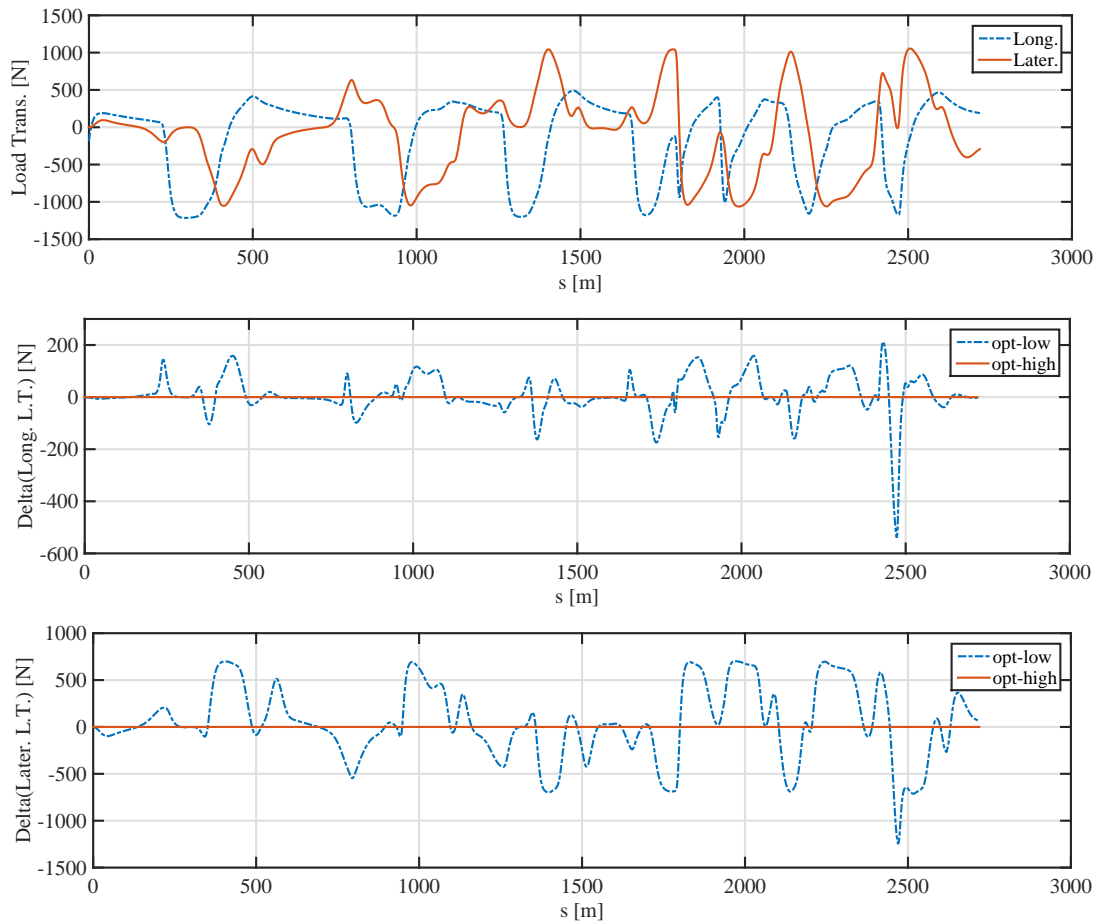 Load Trans. [N]
1500
1000
500
0
-500
-1000
-1500
Long.
Later.
0 500 1000 1500 2000 2500 3000
s [m]
Delta(Long. L.T.) [N]
200
0
-200
-400
-600
opt-low
opt-high
0 500 1000 1500 2000 2500 3000
s [m]
Delta(Later. L.T.) [N]
1000
500
0
-500
-1000
-1500
opt-low
opt-high
0 500 1000 1500 2000 2500 3000
s [m]